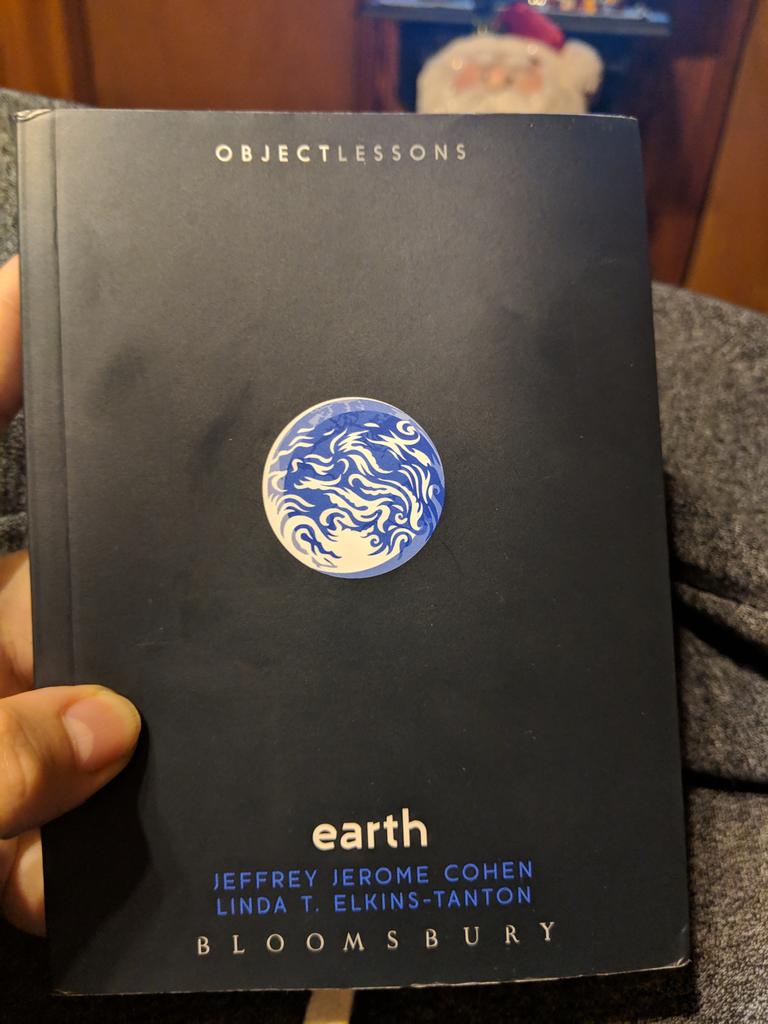 OBJECTLESSONS
earth
JEFFREY JEROME COHEN
LINDA T. ELKINS-TANTON
BLOOMSBURY